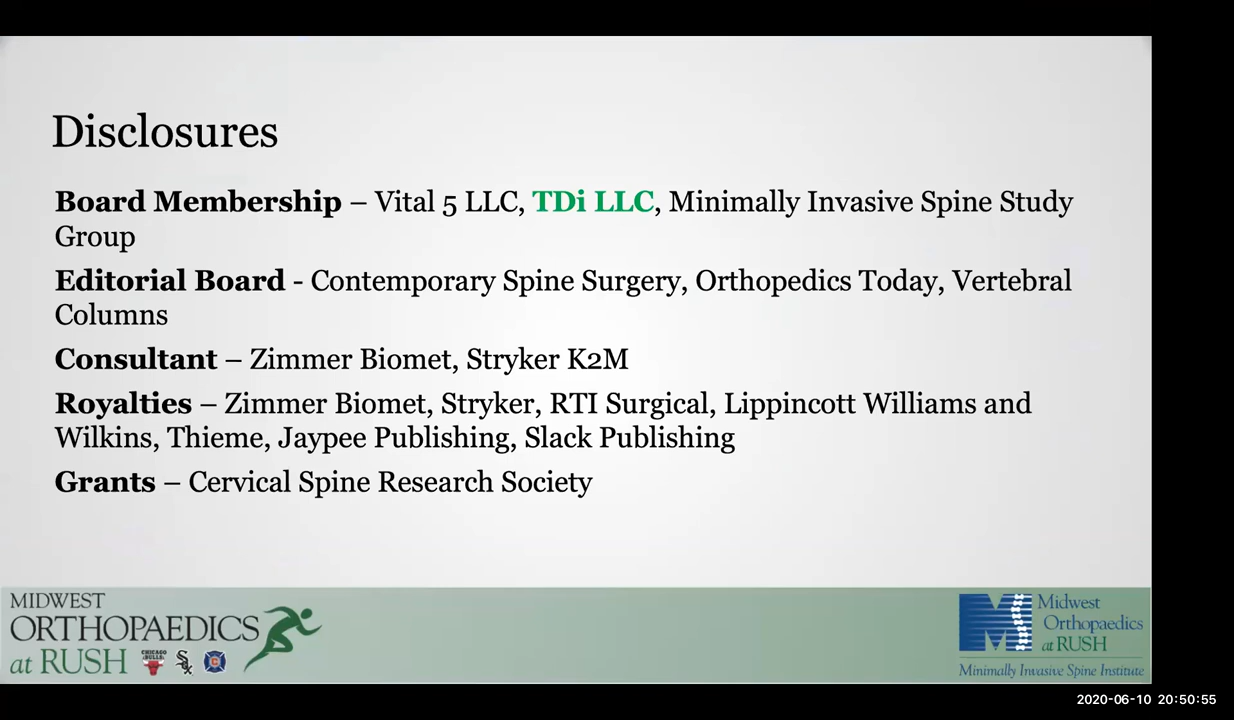 Disclosures
Board Membership – Vital 5 LLC, TDi LLC, Minimally Invasive Spine Study
Group
Editorial Board - Contemporary Spine Surgery, Orthopedics Today, Vertebral
Columns
Consultant – Zimmer Biomet, Stryker K2M
Royalties – Zimmer Biomet, Stryker, RTI Surgical, Lippincott Williams and
Wilkins, Thieme, Jaypee Publishing, Slack Publishing
Grants – Cervical Spine Research Society
MIDWEST
ORTHOPAEDICS
at RUSH
CHICAGO
BULLS
SOX
M
Midwest
Orthopaedics
at RUSH
Minimally Invasive Spine Institute
2020-06-10 20:50:55